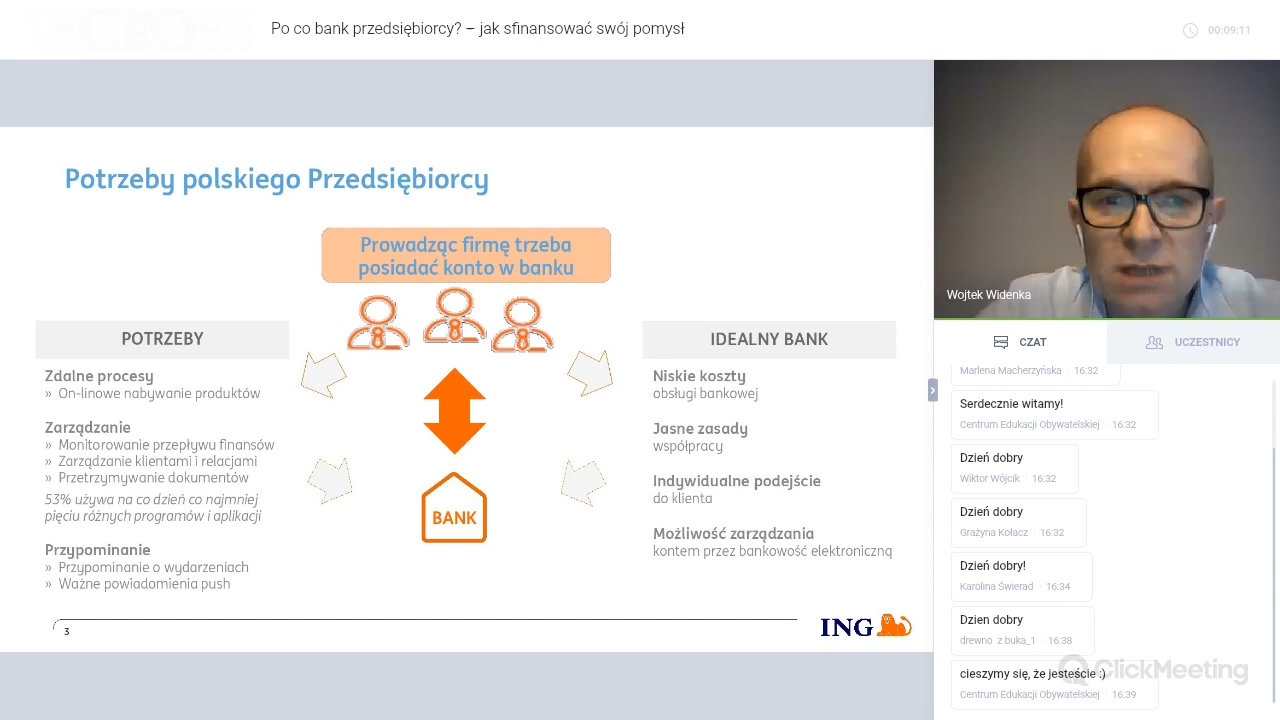 Po co bank przedsiębiorcy? – jak sfinansować swój pomysł
00:09:11
Potrzeby polskiego Przedsiębiorcy
Prowadząc firmę trzeba
posiadać konto w banku
POTRZEBY
Zdalne procesy
» On-linowe nabywanie produktów
Zarządzanie
» Monitorowanie przepływu finansów
» Zarządzanie klientami i relacjami
» Przetrzymywanie dokumentów
53% używa na co dzień co najmniej
pięciu różnych programów i aplikacji
Przypominanie
» Przypominanie o wydarzeniach
» Ważne powiadomienia push
BANK
IDEALNY BANK
Niskie koszty
obsługi bankowej
Jasne zasady
współpracy
Indywidualne podejście
do klienta
Możliwość zarządzania
kontem przez bankowość elektroniczną
3
ING
Wojtek Widenka
CZAT
UCZESTNICY
Marlena Macherzyńska 16:32
Serdecznie witamy!
Centrum Edukacji Obywatelskiej 16:32
Dzień dobry
Wiktor Wójcik 16:32
Dzień dobry
Grażyna Kołacz 16:32
Dzień dobry!
Karolina Świerad 16:34
Dzien dobry
drewno z buka_1 16:38
cieszymy się, że jesteście :)
Centrum Edukacji Obywatelskiej 16:39
ClickMeeting